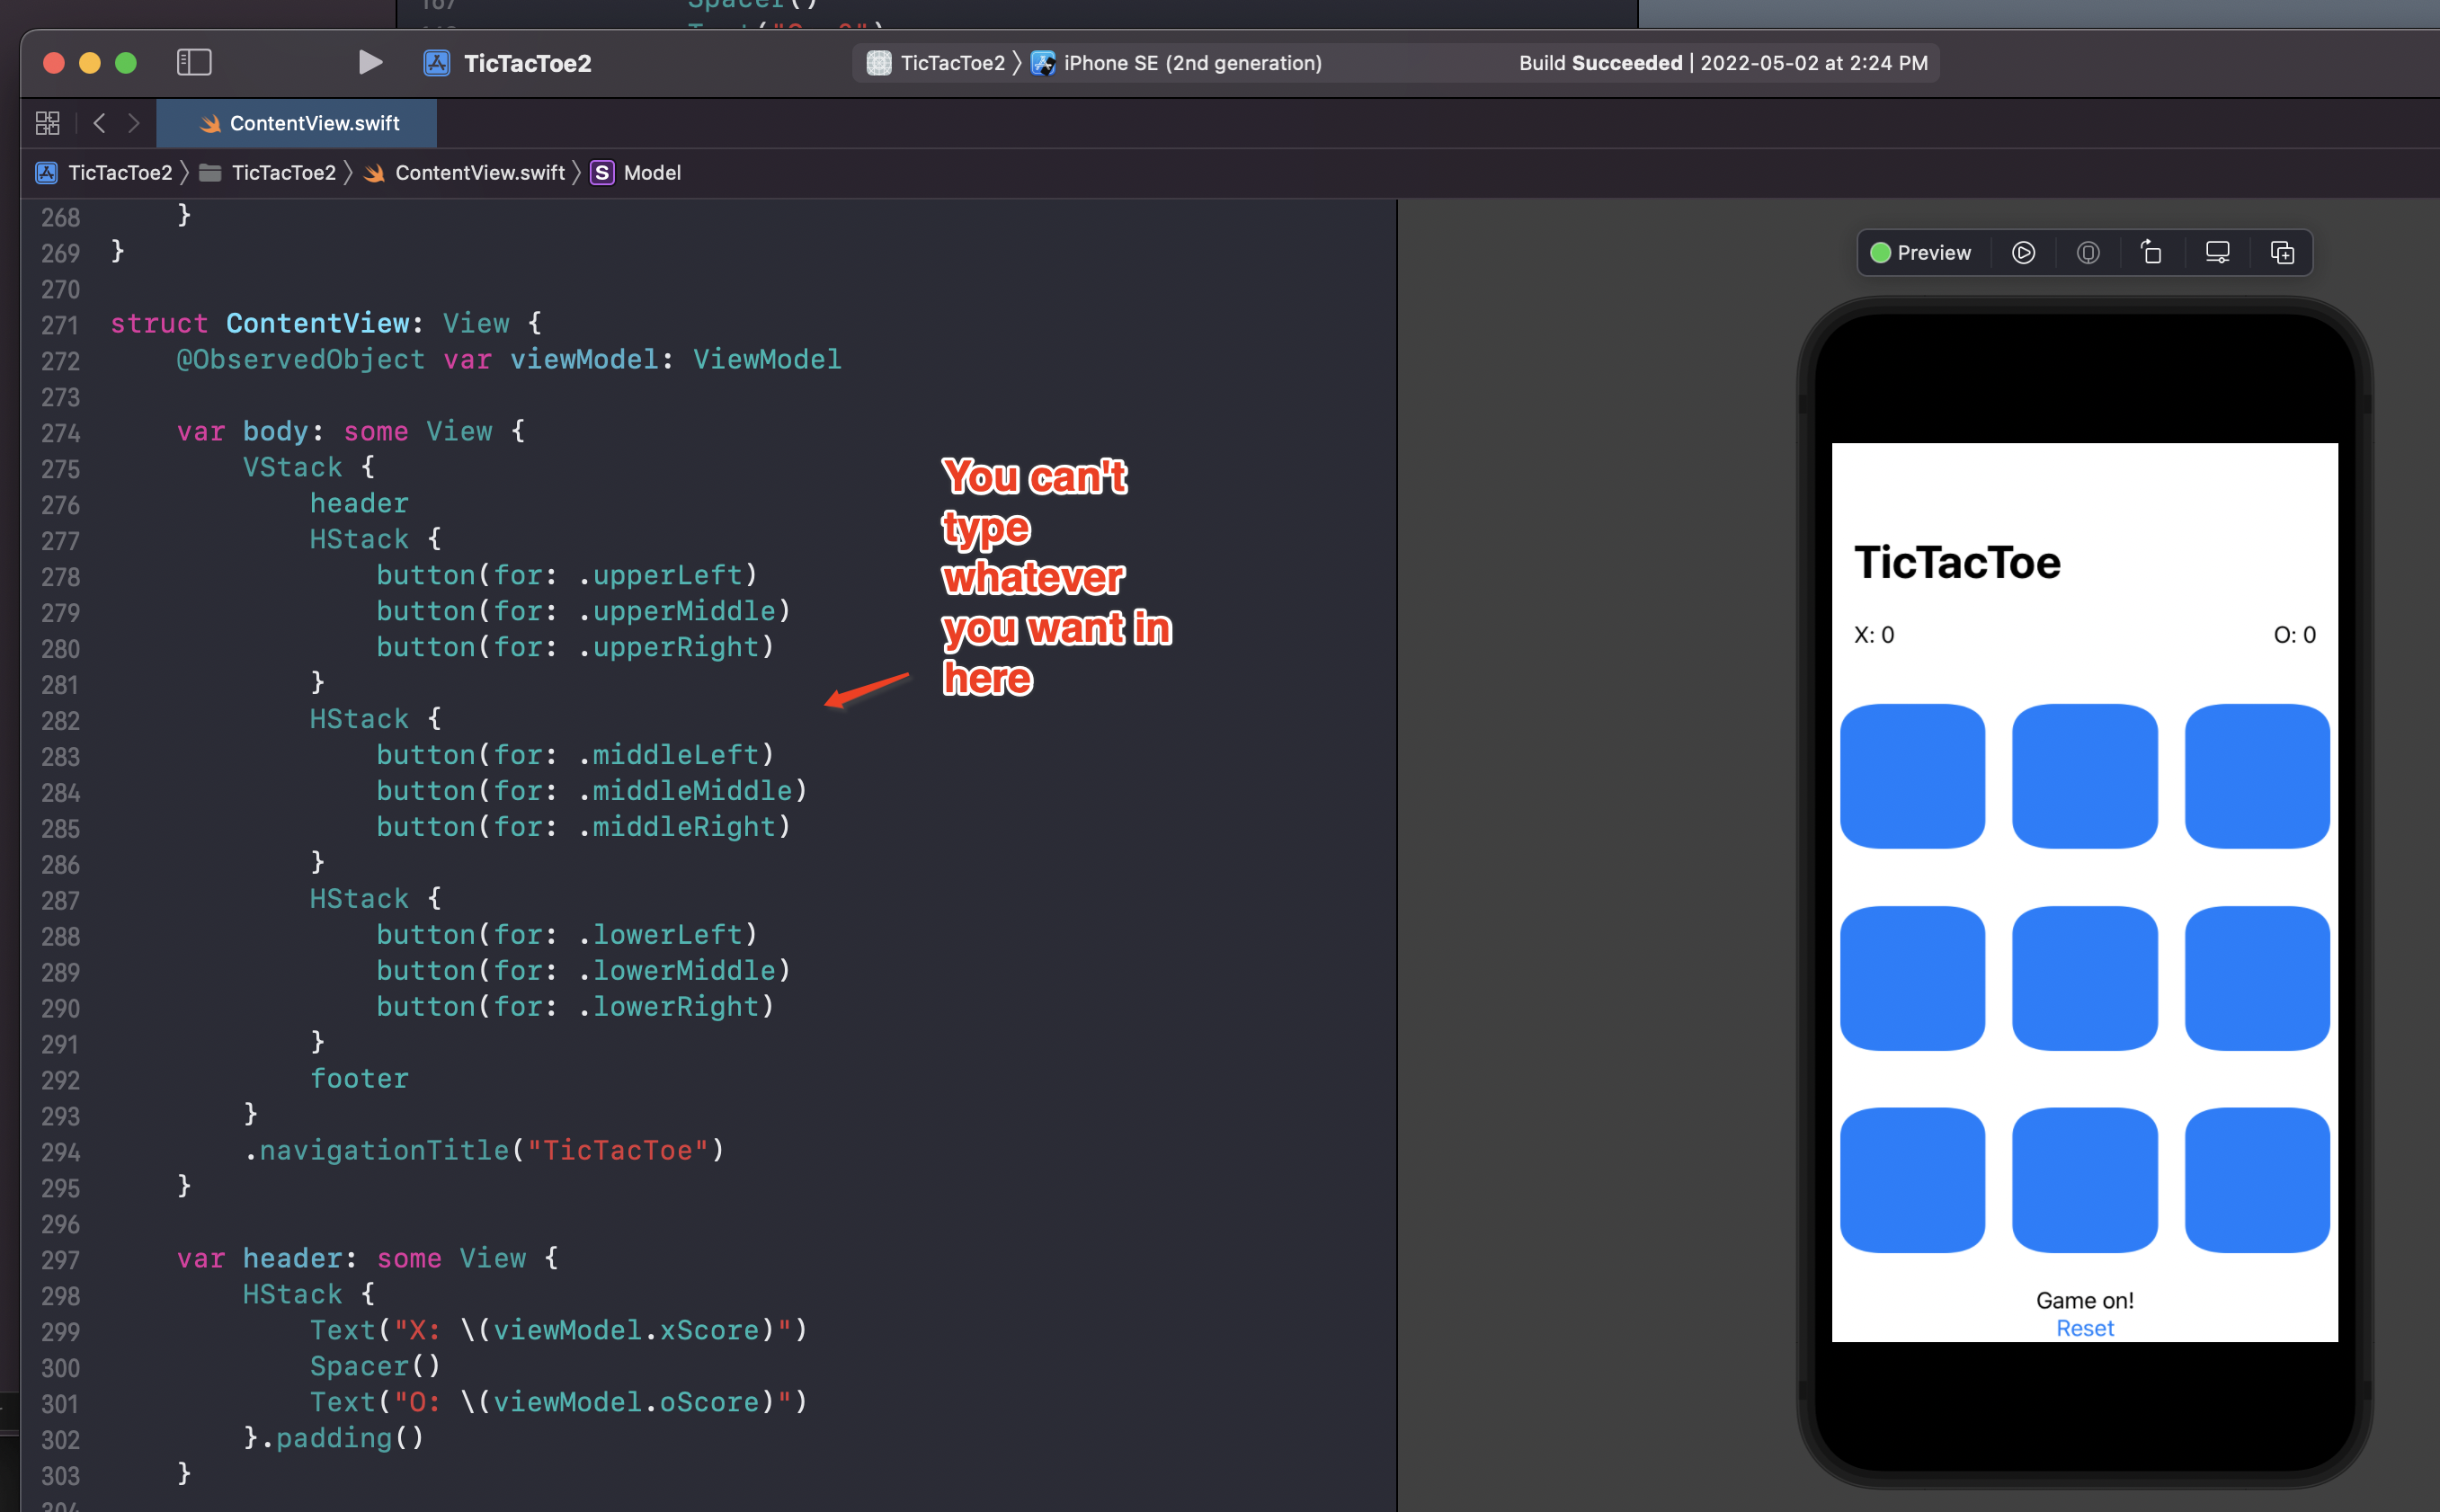 167
Spacer()
TicTacToe2
TicTacToe2 〉 iPhone SE (2nd generation)
Build Succeeded | 2022-05-02 at 2:24 PM
ContentView.swift
TicTacToe2 〉 TicTacToe2 〉 ContentView.swift 〉 S Model
268         }
269 }
270
271 struct ContentView: View {
272     @ObservedObject var viewModel: ViewModel
273
274     var body: some View {
275         VStack {
276             header
277             HStack {
278                 button(for: .upperLeft)
279                 button(for: .upperMiddle)
280                 button(for: .upperRight)
281             }
282             HStack {
283                 button(for: .middleLeft)
284                 button(for: .middleMiddle)
285                 button(for: .middleRight)
286             }
287             HStack {
288                 button(for: .lowerLeft)
289                 button(for: .lowerMiddle)
290                 button(for: .lowerRight)
291             }
292             footer
293         }
294         .navigationTitle("TicTacToe")
295     }
296
297     var header: some View {
298         HStack {
299             Text("X: \(viewModel.xScore)")
300             Spacer()
301             Text("O: \(viewModel.oScore)")
302         }.padding()
303     }
304
You can't
type
whatever
you want in
here
Preview
TicTacToe
X: 0
O: 0
Game on!
Reset